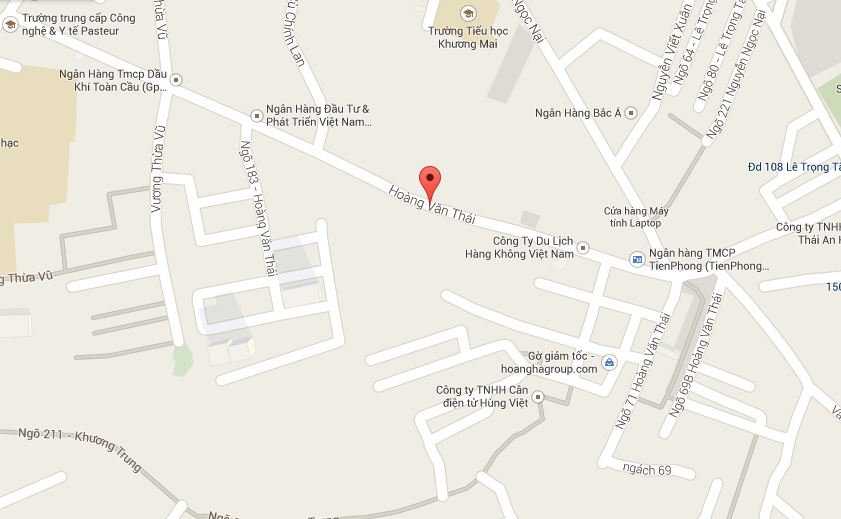 Trường trung cấp Công
nghệ & Y tế Pasteur
Thừa Vũ
Chính Lan
Trường Tiểu học
Khương Mai
Ngọc Nại
Nguyễn Viết Xuân
Ngõ 64 - Lê Trọng
Ngõ 80 - Lê Trọng Tấ
Ngõ 221 Nguyễn Ngọc Nại
S
Ngân Hàng Tmcp Dầu
Khí Toàn Cầu (Gp...
Ngân Hàng Đầu Tư &
Phát Triển Việt Nam...
Ngân Hàng Bắc Á
hạc
Vương Thừa Vũ
Ngõ 183 - Hoàng Văn Thái
Đd 108 Lê Trọng Tấ
Hoàng Văn Thái
Cửa hàng Máy
tính Laptop
Công ty TNHH
Thái An H
Công Ty Du Lịch
Hàng Không Việt Nam
Ngân hàng TMCP
TienPhong (TienPhong...
g Thừa Vũ
150
Gờ giảm tốc -
hoanghagroup.com
Ngõ 71 Hoàng Văn Thái
Ngõ 69B Hoàng Văn Thái
Công ty TNHH Cân
điện tử Hùng Việt
Ngõ 211 - Khương Trung
ngách 69